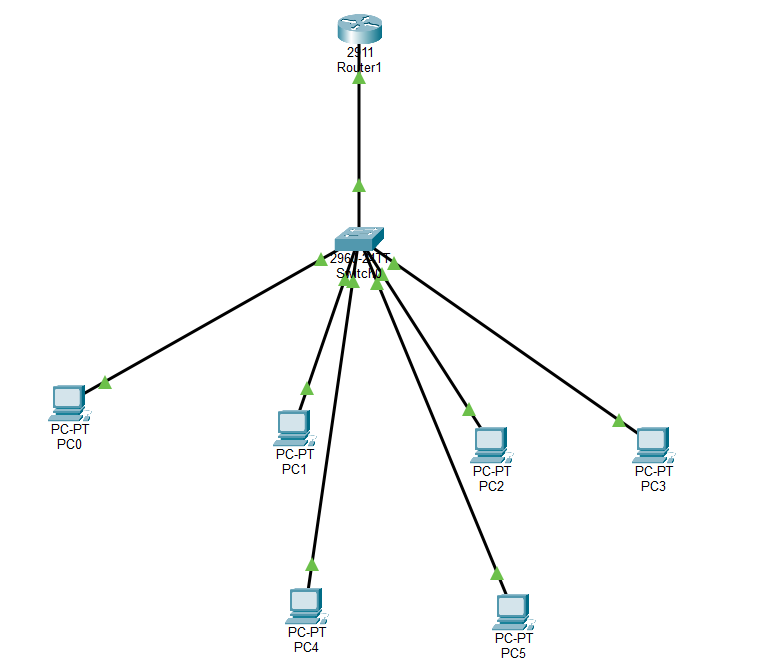 2911
Router1
2960-24TT
Switch0
PC-PT
PC0
PC-PT
PC1
PC-PT
PC2
PC-PT
PC3
PC-PT
PC4
PC-PT
PC5